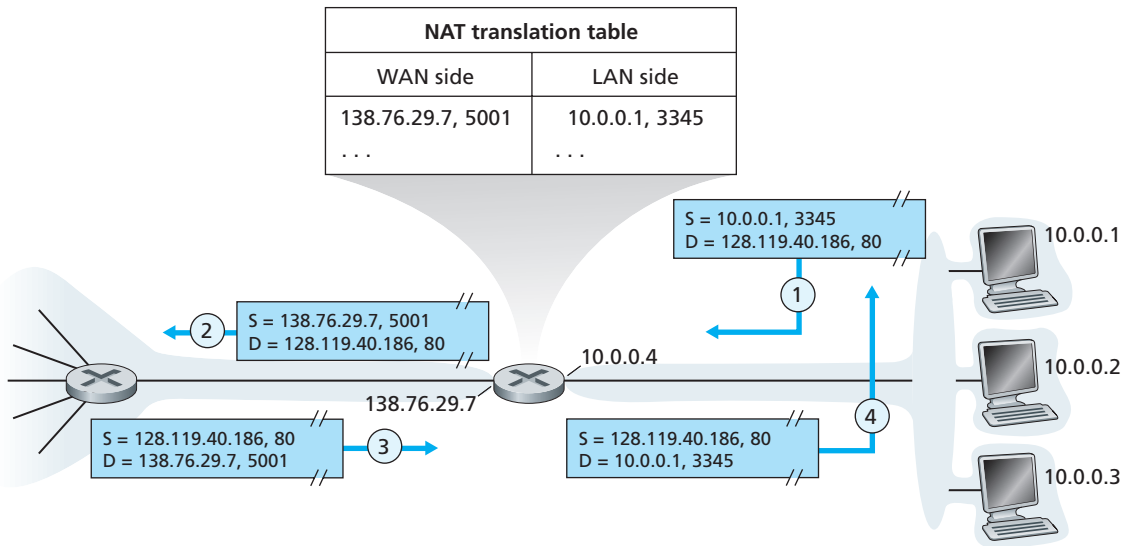 NAT translation table
WAN side LAN side
138.76.29.7, 5001 10.0.0.1, 3345
. . . . . .
S = 10.0.0.1, 3345
D = 128.119.40.186, 80
10.0.0.1
1
2
S = 138.76.29.7, 5001
D = 128.119.40.186, 80
10.0.0.4
10.0.0.2
138.76.29.7
S = 128.119.40.186, 80
D = 138.76.29.7, 5001
3
S = 128.119.40.186, 80
D = 10.0.0.1, 3345
4
10.0.0.3